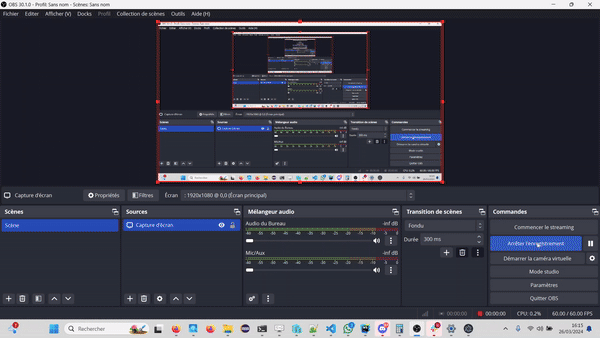 OBS 30.1.0 - Profil: Sans nom - Scènes: Sans nom
Fichier Editer Afficher (V) Docks Profil Collection de scènes Outils Aide (H)
Capture d'écran Propriétés Filtres Écran : 1920x1080 @ 0,0 (Écran principal)
Scènes Sources Mélangeur audio Transition de scènes Commandes
Scène
Capture d'écran
Audio du Bureau -inf dB
-60 -55 -50 -45 -40 -35 -30 -25 -20 -15 -10 -5 0
Mic/Aux -inf dB
-60 -55 -50 -45 -40 -35 -30 -25 -20 -15 -10 -5 0
Fondu
Durée 300 ms
Commencer le streaming
Arrêter l'enregistrement
Démarrer la caméra virtuelle
Mode studio
Paramètres
Quitter OBS
00:00:00 00:00:00 CPU: 0.2% 60.00 / 60.00 FPS
Rechercher
16:15
26/03/2024